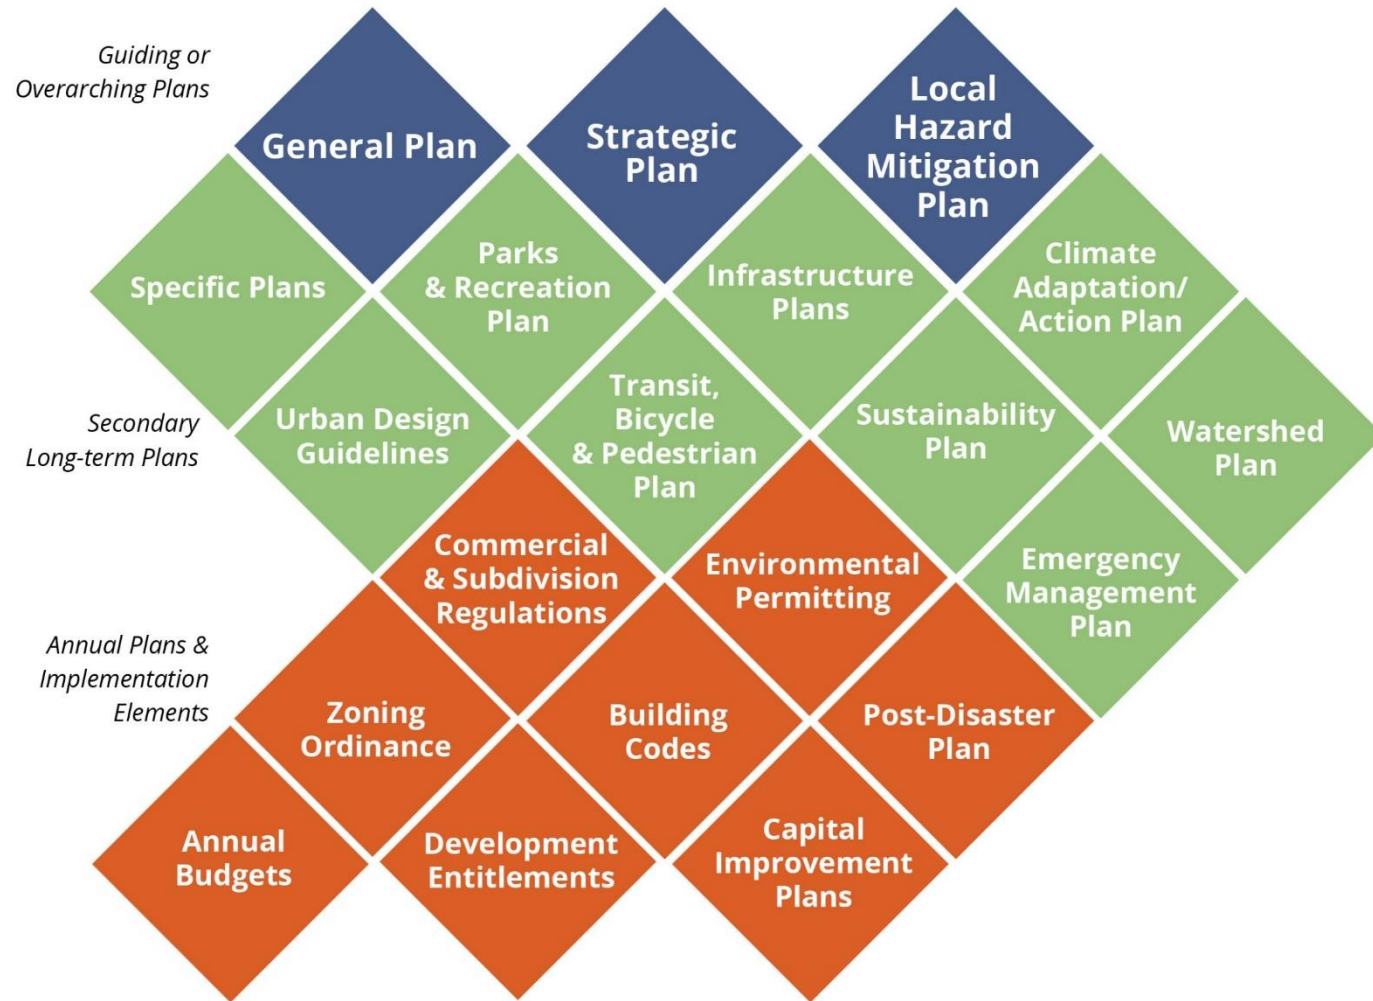 Guiding or
Overarching Plans
General Plan
Strategic
Plan
Local
Hazard
Mitigation
Plan
Specific Plans
Parks
& Recreation
Plan
Infrastructure
Plans
Climate
Adaptation/
Action Plan
Secondary
Long-term Plans
Urban Design
Guidelines
Transit,
Bicycle
& Pedestrian
Plan
Sustainability
Plan
Watershed
Plan
Commercial
& Subdivision
Regulations
Environmental
Permitting
Emergency
Management
Plan
Annual Plans &
Implementation
Elements
Zoning
Ordinance
Building
Codes
Post-Disaster
Plan
Annual
Budgets
Development
Entitlements
Capital
Improvement
Plans